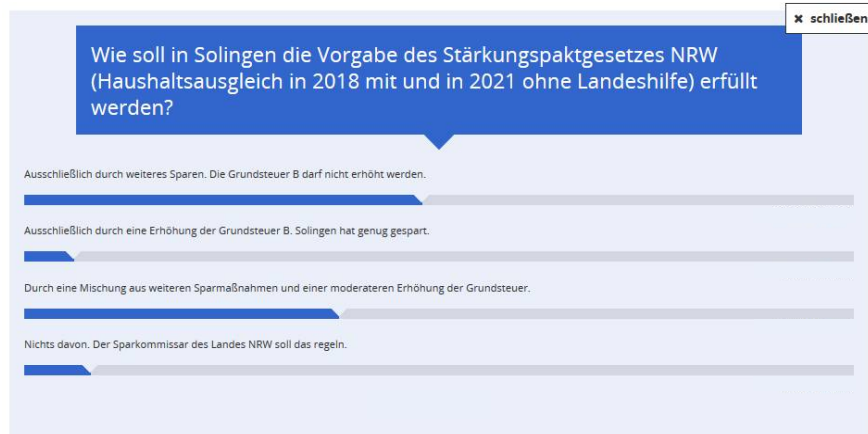 ✖ schließen
Wie soll in Solingen die Vorgabe des Stärkungspaktgesetzes NRW
(Haushaltsausgleich in 2018 mit und in 2021 ohne Landeshilfe) erfüllt
werden?
Ausschließlich durch weiteres Sparen. Die Grundsteuer B darf nicht erhöht werden.
Ausschließlich durch eine Erhöhung der Grundsteuer B. Solingen hat genug gespart.
Durch eine Mischung aus weiteren Sparmaßnahmen und einer moderateren Erhöhung der Grundsteuer.
Nichts davon. Der Sparkommissar des Landes NRW soll das regeln.